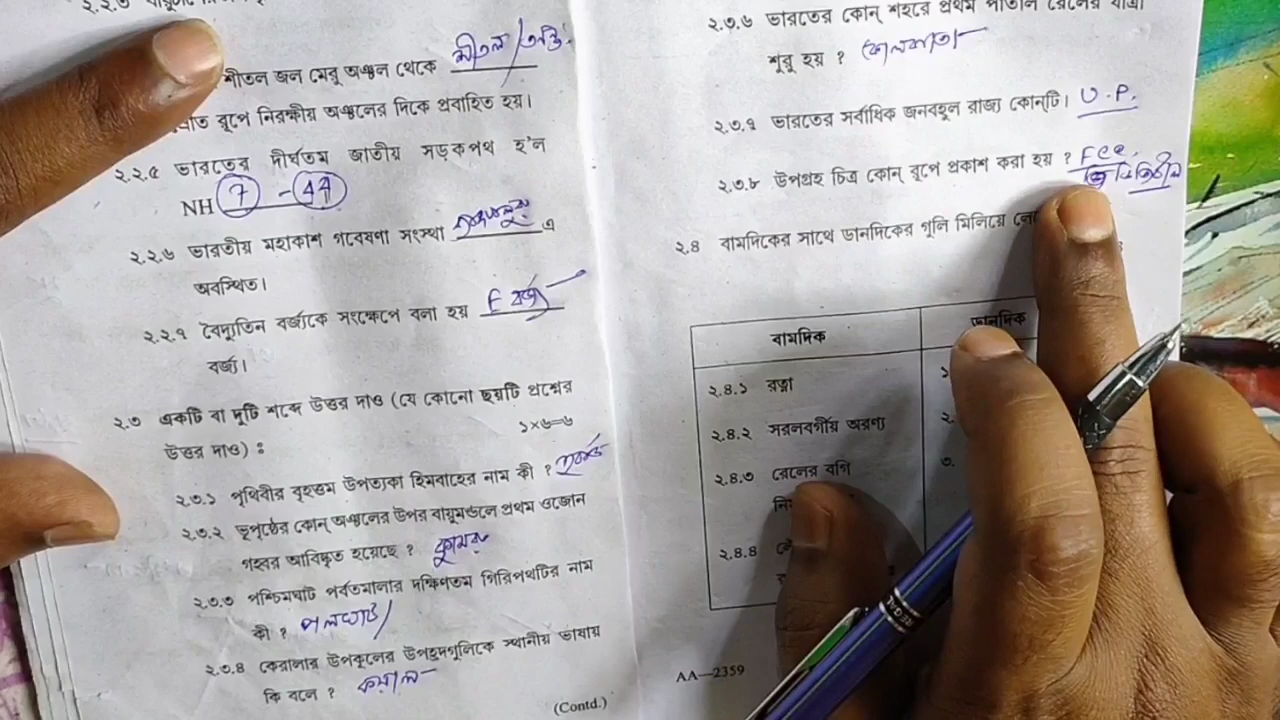 শীতল জল মেরু অঞ্চল থেকে শীতল /
রূপে নিরক্ষীয় অঞ্চলের দিকে প্রবাহিত হয়।
২.২.৫ ভারতের দীর্ঘতম জাতীয় সড়কপথ হ'ল
NH 7 - 44
২.২.৬ ভারতীয় মহাকাশ গবেষণা সংস্থা এ
অবস্থিত।
২.২.৭ বৈদ্যুতিন বর্জ্যকে সংক্ষেপে বলা হয় E বর্জ্য
বর্জ্য।
২.৩ একটি বা দুটি শব্দে উত্তর দাও (যে কোনো ছয়টি প্রশ্নের
উত্তর দাও) : ১x৬=৬
২.৩.১ পৃথিবীর বৃহত্তম উপত্যকা হিমবাহের নাম কী ? হুবার্ড
২.৩.২ ভূপৃষ্ঠের কোন্ অঞ্চলের উপর বায়ুমণ্ডলে প্রথম ওজোন
গহ্বর আবিষ্কৃত হয়েছে ? কুমেরু
২.৩.৩ পশ্চিমঘাট পর্বতমালার দক্ষিণতম গিরিপথটির নাম
কী ? পালঘাট
২.৩.৪ কেরালার উপকূলের উপহ্রদগুলিকে স্থানীয় ভাষায়
কি বলে ? কয়াল
(Contd.)
২.৩.৬ ভারতের কোন্ শহরে প্রথম পাতাল রেলের যাত্রা
শুরু হয় ? কোলকাতা
২.৩.৭ ভারতের সর্বাধিক জনবহুল রাজ্য কোন্‌টি। U.P.
২.৩.৮ উপগ্রহ চিত্র কোন্ রূপে প্রকাশ করা হয় ? Fcc.
২.৪ বামদিকের সাথে ডানদিকের গুলি মিলিয়ে
বামদিক ডানদিক
২.৪.১ রত্না ১
২.৪.২ সরলবর্গীয় অরণ্য ২.
২.৪.৩ রেলের বগি ৩.
২.৪.৪
AA—2359